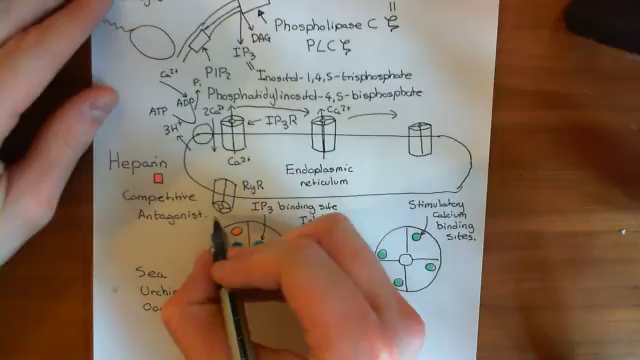 Phospholipase C ζ
DAG
PLC ζ
IP3
PIP2
Inositol-1,4,5-trisphosphate
Ca2+
Pi
Phosphatidylinositol-4,5-bisphosphate
ADP
ATP
2Ca2+
IP3R
Ca2+
3H+
Ca2+
Endoplasmic
reticulum
Heparin
RyR
Competitive
Antagonist.
IP3 binding site
Stimulatory
Calcium
binding
sites.
Sea